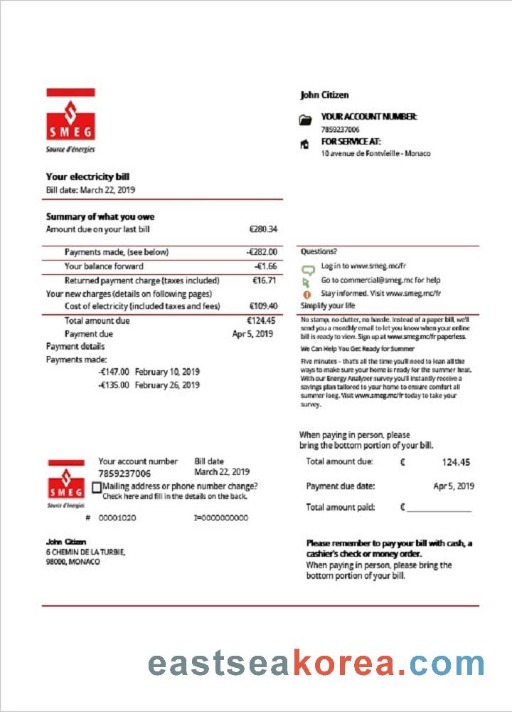 SMEG
Source d'énergies
John Citizen
YOUR ACCOUNT NUMBER:
7859237006
FOR SERVICE AT:
10 avenue de Fontvieille - Monaco
Your electricity bill
Bill date: March 22, 2019
Summary of what you owe
Amount due on your last bill €280.34
Payments made, (see below) -€282.00
Your balance forward -€1.66
Returned payment charge (taxes included) €16.71
Your new charges (details on following pages)
Cost of electricity (included taxes and fees) €109.40
Total amount due €124.45
Payment due Apr 5, 2019
Payment details
Payments made:
-€147.00 February 10, 2019
-€135.00 February 26, 2019
Questions?
Log in to www.smeg.mc/fr
Go to commercial@smeg.mc for help
Stay informed. Visit www.smeg.mc/fr
Simplify your life
No stamp, no clutter, no hassle. Instead of a paper bill, we'll
send you a monthly email to let you know when your online
bill is ready to view. Sign up at www.smeg.mc/fr paperless.
We Can Help You Get Ready for Summer
Five minutes - that's all the time you'll need to lean all the
ways to make sure your home is ready for the summer heat.
With our Energy Analyzer survey you'll instantly receive a
savings plan tailored to your home to ensure comfort all
summer long. Visit www.smeg.mc/fr today to take your
survey.
When paying in person, please
bring the bottom portion of your bill.
Total amount due: € 124.45
Payment due date: Apr 5, 2019
Total amount paid: €
SMEG
Source d'énergies
Your account number Bill date
7859237006 March 22, 2019
Mailing address or phone number change?
Check here and fill in the details on the back.
# 00001020 I=0000000000
John Citizen
6 CHEMIN DE LA TURBIE,
98000, MONACO
Please remember to pay your bill with cash, a
cashier's check or money order.
When paying in person, please bring the
bottom portion of your bill.
eastseakorea.com